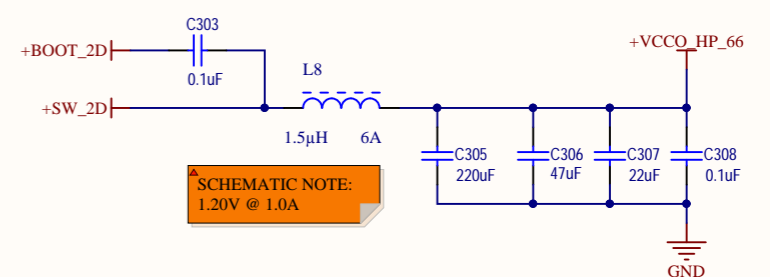 C303
+BOOT_2D
0.1uF
+VCCO_HP_66
L8
+SW_2D
1.5µH 6A
C305
220uF
C306
47uF
C307
22uF
C308
0.1uF
SCHEMATIC NOTE:
1.20V @ 1.0A
GND